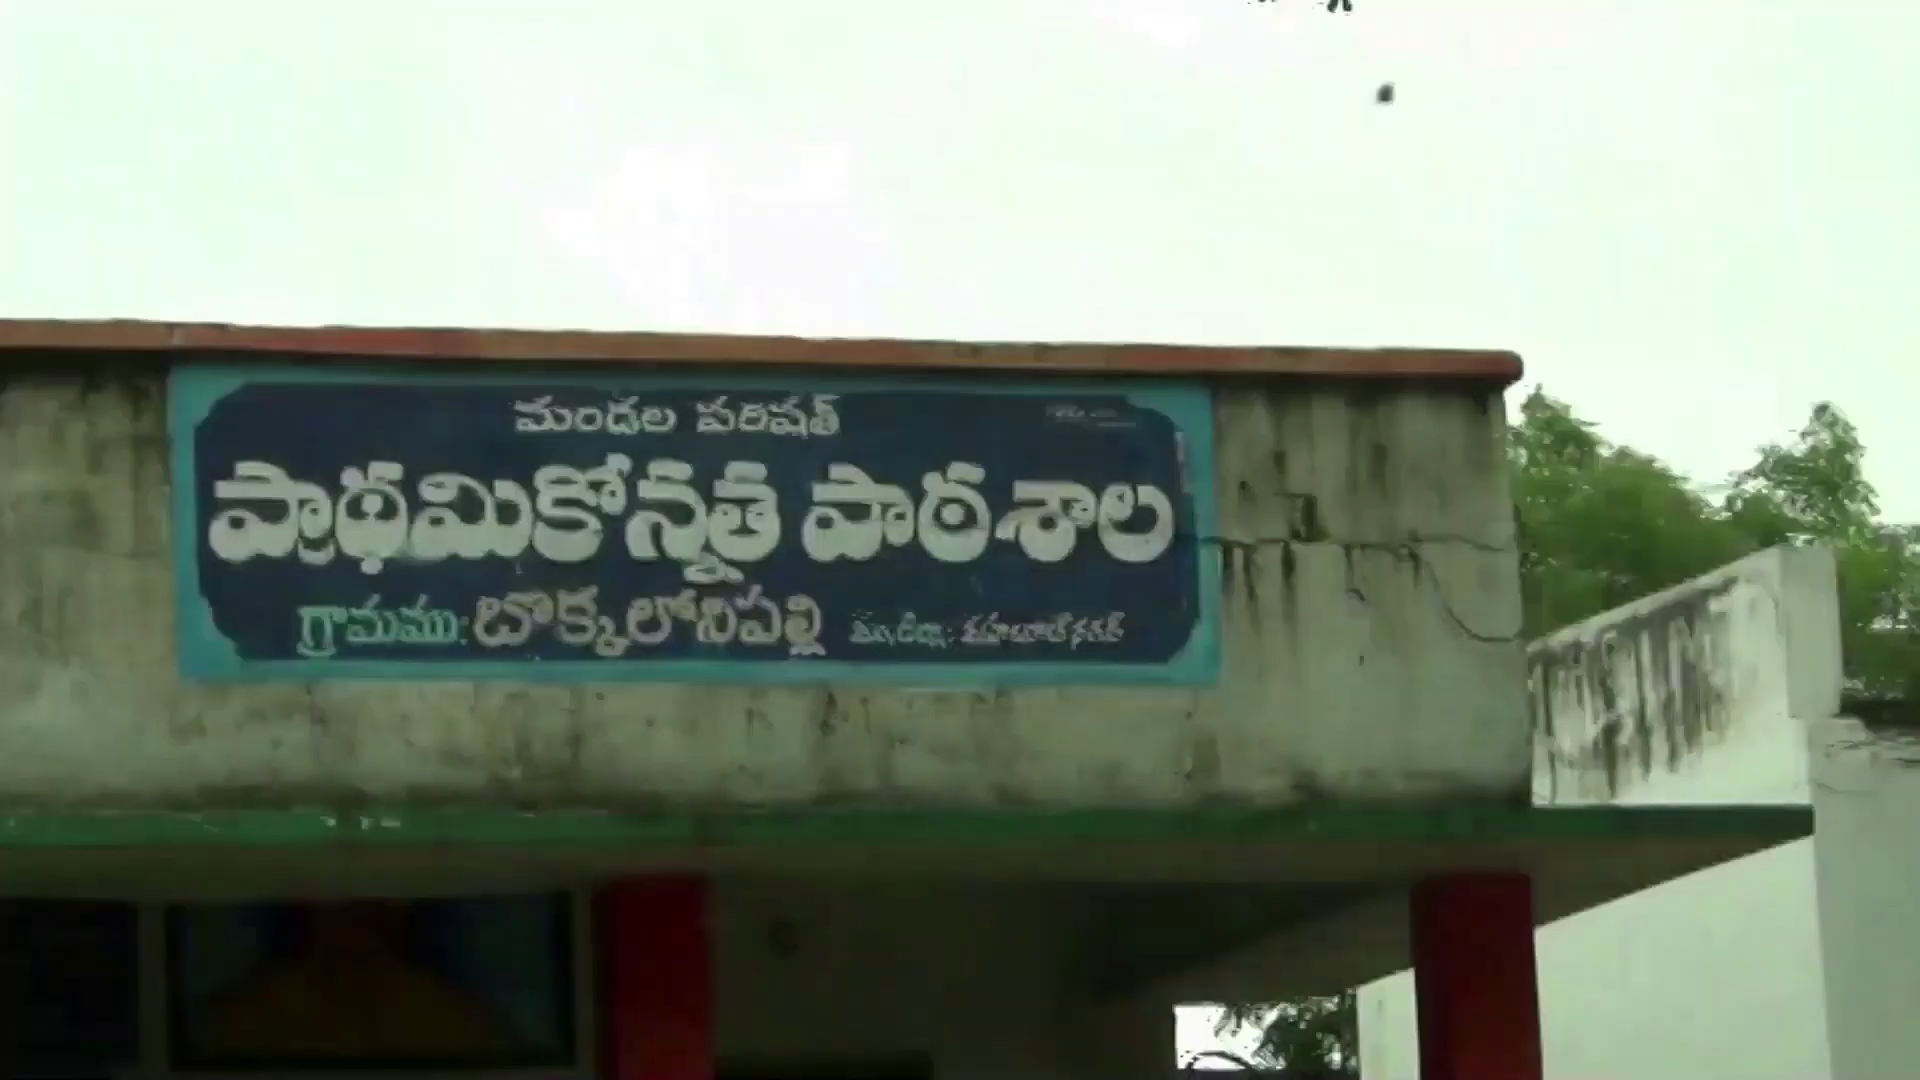 మండల పరిషత్
ప్రాథమికోన్నత పాఠశాల
గ్రామము: బొక్కలోనిపల్లి